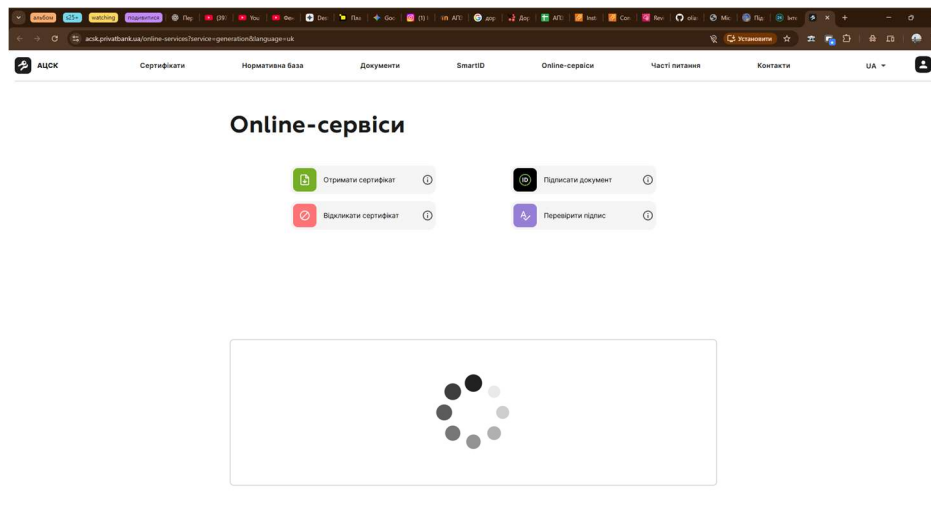 альбом s25+ watching подивитися
acsk.privatbank.ua/online-services?service=generation&language=uk Установити
АЦСК Сертифікати Нормативна база Документи SmartID Online-сервіси Часті питання Контакти UA
Online-сервіси
Отримати сертифікат Підписати документ
Відкликати сертифікат Перевірити підпис